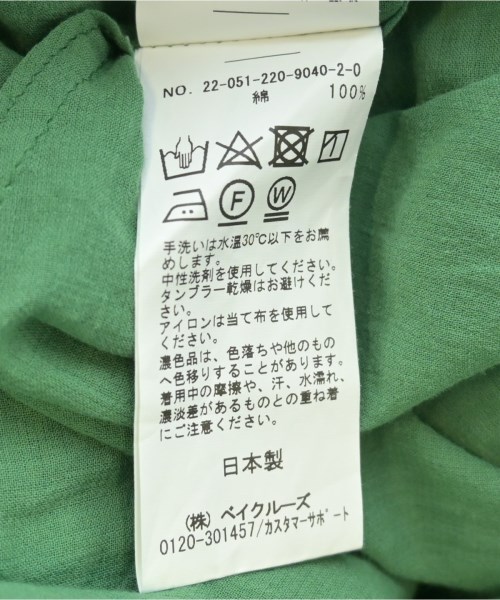 NO. 22-051-220-9040-2-0
綿 100%
F W
手洗いは水温30℃以下をお薦
めします。
中性洗剤を使用してください。
タンブラー乾燥はお避けくだ
さい。
アイロンは当て布を使用して
ください。
濃色品は、色落ちや他のもの
へ色移りすることがあります。
着用中の摩擦や、汗、水濡れ、
濃淡差があるものとの重ね着
にご注意ください。
日本製
(株) ベイクルーズ
0120-301457/カスタマーサポート